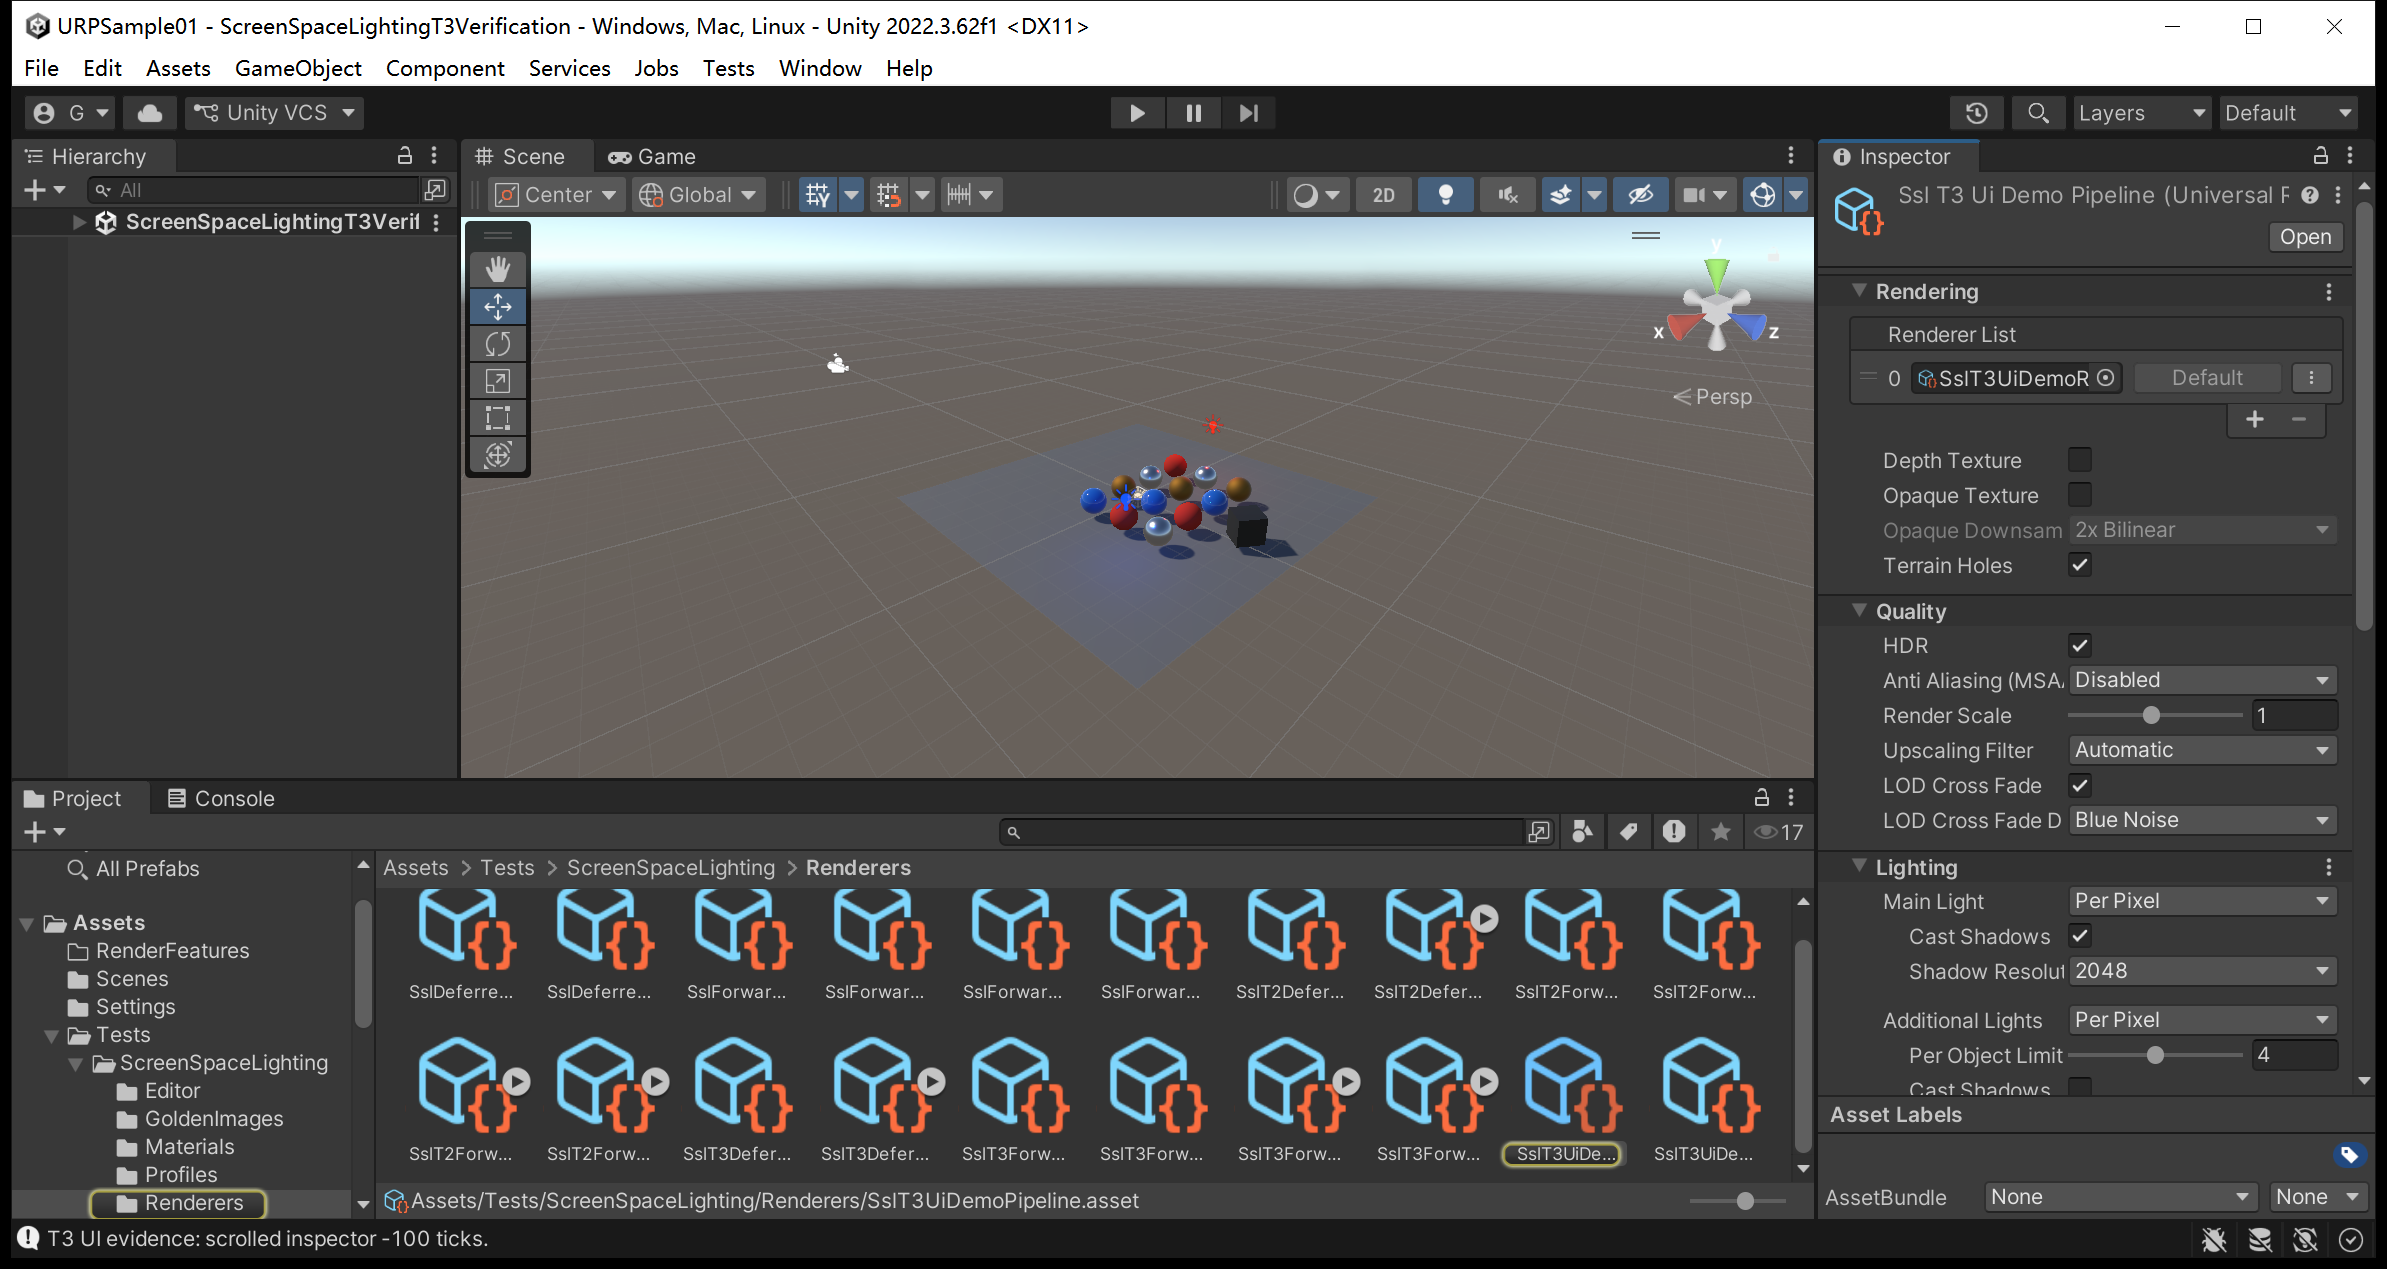 URPSample01 - ScreenSpaceLightingT3Verification - Windows, Mac, Linux - Unity 2022.3.62f1 <DX11>
File Edit Assets GameObject Component Services Jobs Tests Window Help
G Unity VCS Layers Default
Hierarchy
All
ScreenSpaceLightingT3Verif
Scene Game
Center Global 2D
y
x z
Persp
Inspector
Ssl T3 Ui Demo Pipeline (Universal R
Open
Rendering
Renderer List
0 SslT3UiDemoR Default
Depth Texture
Opaque Texture
Opaque Downsam 2x Bilinear
Terrain Holes
Quality
HDR
Anti Aliasing (MSAA Disabled
Render Scale 1
Upscaling Filter Automatic
LOD Cross Fade
LOD Cross Fade D Blue Noise
Lighting
Main Light Per Pixel
Cast Shadows
Shadow Resolut 2048
Additional Lights Per Pixel
Per Object Limit 4
Cast Shadows
Asset Labels
AssetBundle None None
Project Console
17
All Prefabs
Assets
RenderFeatures
Scenes
Settings
Tests
ScreenSpaceLighting
Editor
GoldenImages
Materials
Profiles
Renderers
Assets > Tests > ScreenSpaceLighting > Renderers
SslDeferre... SslDeferre... SslForwar... SslForwar... SslForwar... SslForwar... SslT2Defer... SslT2Defer... SslT2Forw... SslT2Forw...
SslT2Forw... SslT2Forw... SslT3Defer... SslT3Defer... SslT3Forw... SslT3Forw... SslT3Forw... SslT3Forw... SslT3UiDe... SslT3UiDe...
Assets/Tests/ScreenSpaceLighting/Renderers/SslT3UiDemoPipeline.asset
T3 UI evidence: scrolled inspector -100 ticks.